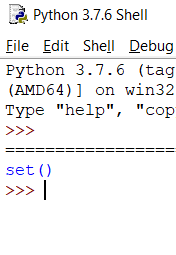 Python 3.7.6 Shell
File Edit Shell Debug
Python 3.7.6 (tag
(AMD64)] on win32
Type "help", "cop
>>>
=================
set()
>>>